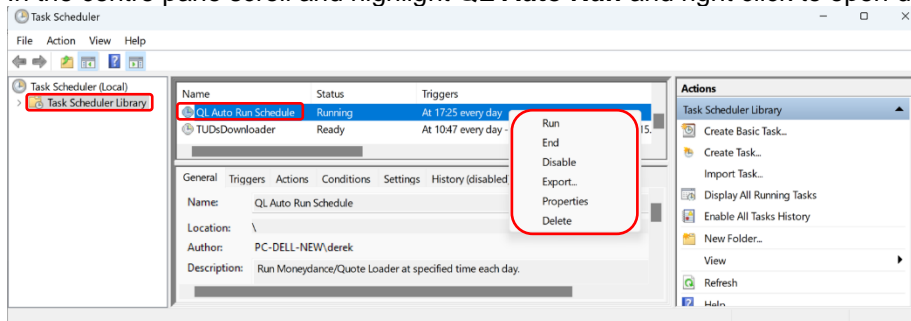 Task Scheduler
File Action View Help
Task Scheduler (Local)
Task Scheduler Library
Name Status Triggers
QL Auto Run Schedule Running At 17:25 every day
TUDsDownloader Ready At 10:47 every day - 15.
Run
End
Disable
Export...
Properties
Delete
General Triggers Actions Conditions Settings History (disabled)
Name: QL Auto Run Schedule
Location: \
Author: PC-DELL-NEW\derek
Description: Run Moneydance/Quote Loader at specified time each day.
Actions
Task Scheduler Library
Create Basic Task...
Create Task...
Import Task...
Display All Running Tasks
Enable All Tasks History
New Folder...
View
Refresh
Help